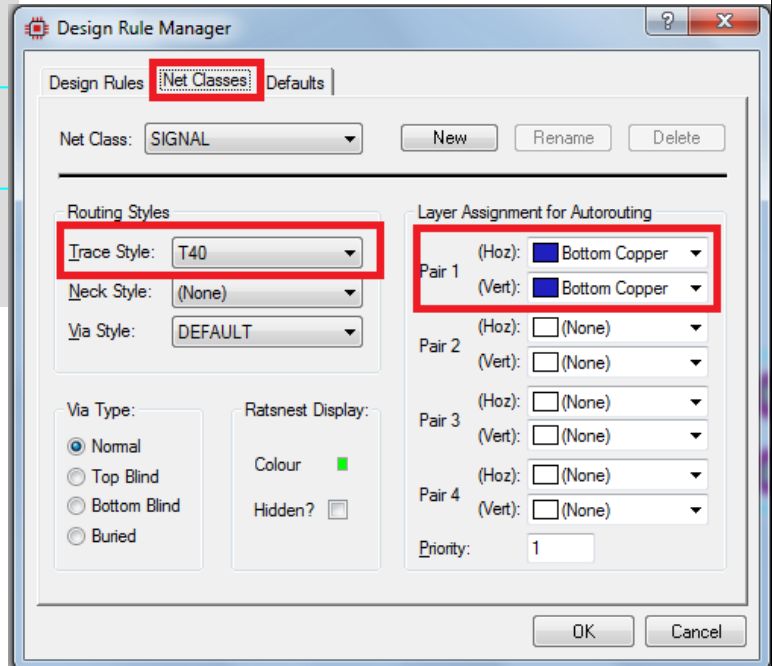 Design Rule Manager
?
X
Design Rules Net Classes Defaults
Net Class: SIGNAL New Rename Delete
Routing Styles
Trace Style: T40
Neck Style: (None)
Via Style: DEFAULT
Layer Assignment for Autorouting
Pair 1 (Hoz): Bottom Copper
(Vert): Bottom Copper
Pair 2 (Hoz): (None)
(Vert): (None)
Pair 3 (Hoz): (None)
(Vert): (None)
Pair 4 (Hoz): (None)
(Vert): (None)
Priority: 1
Via Type:
Normal
Top Blind
Bottom Blind
Buried
Ratsnest Display:
Colour
Hidden?
OK Cancel